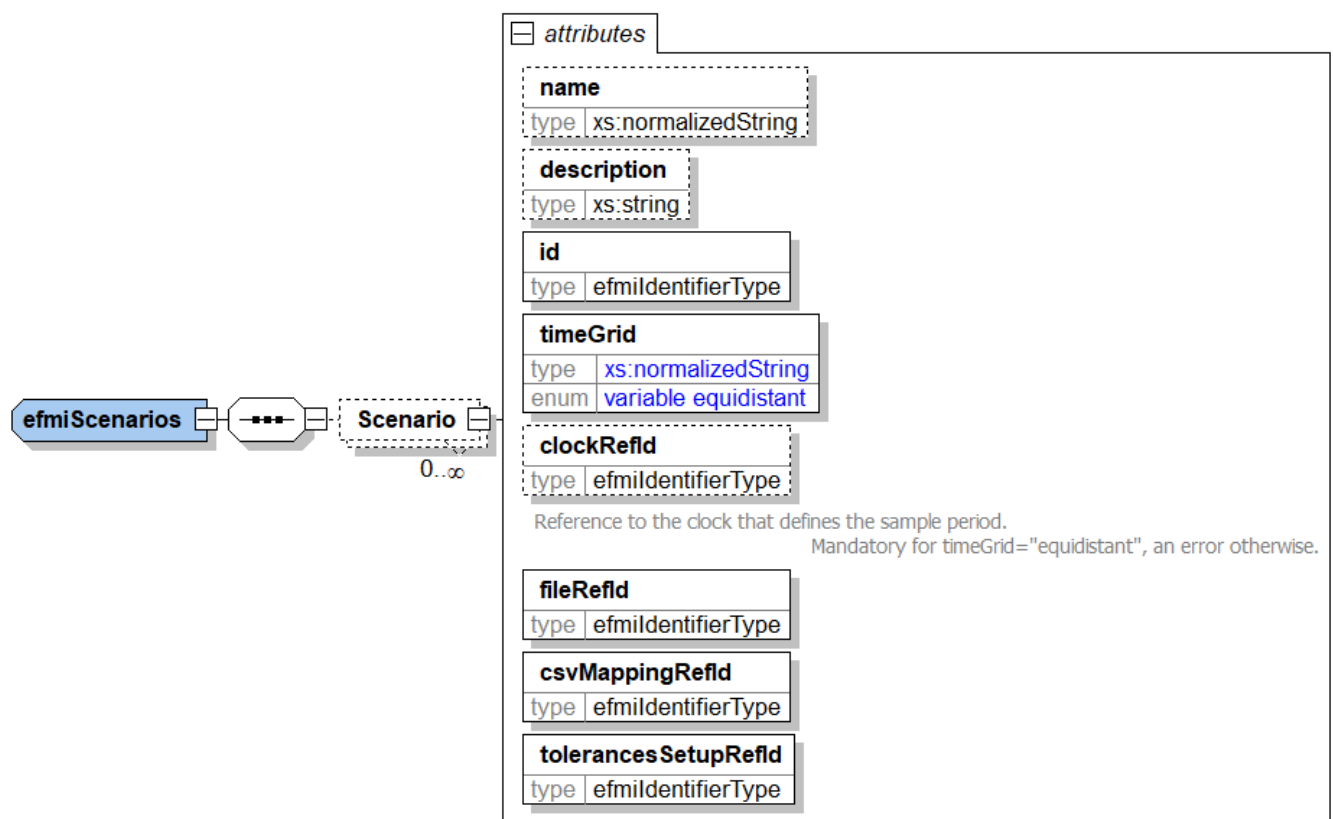 attributes
name
type xs:normalizedString
description
type xs:string
id
type efmiIdentifierType
timeGrid
type xs:normalizedString
enum variable equidistant
efmiScenarios
Scenario
0..∞
clockRefId
type efmiIdentifierType
Reference to the clock that defines the sample period.
Mandatory for timeGrid="equidistant", an error otherwise.
fileRefId
type efmiIdentifierType
csvMappingRefId
type efmiIdentifierType
tolerancesSetupRefId
type efmiIdentifierType